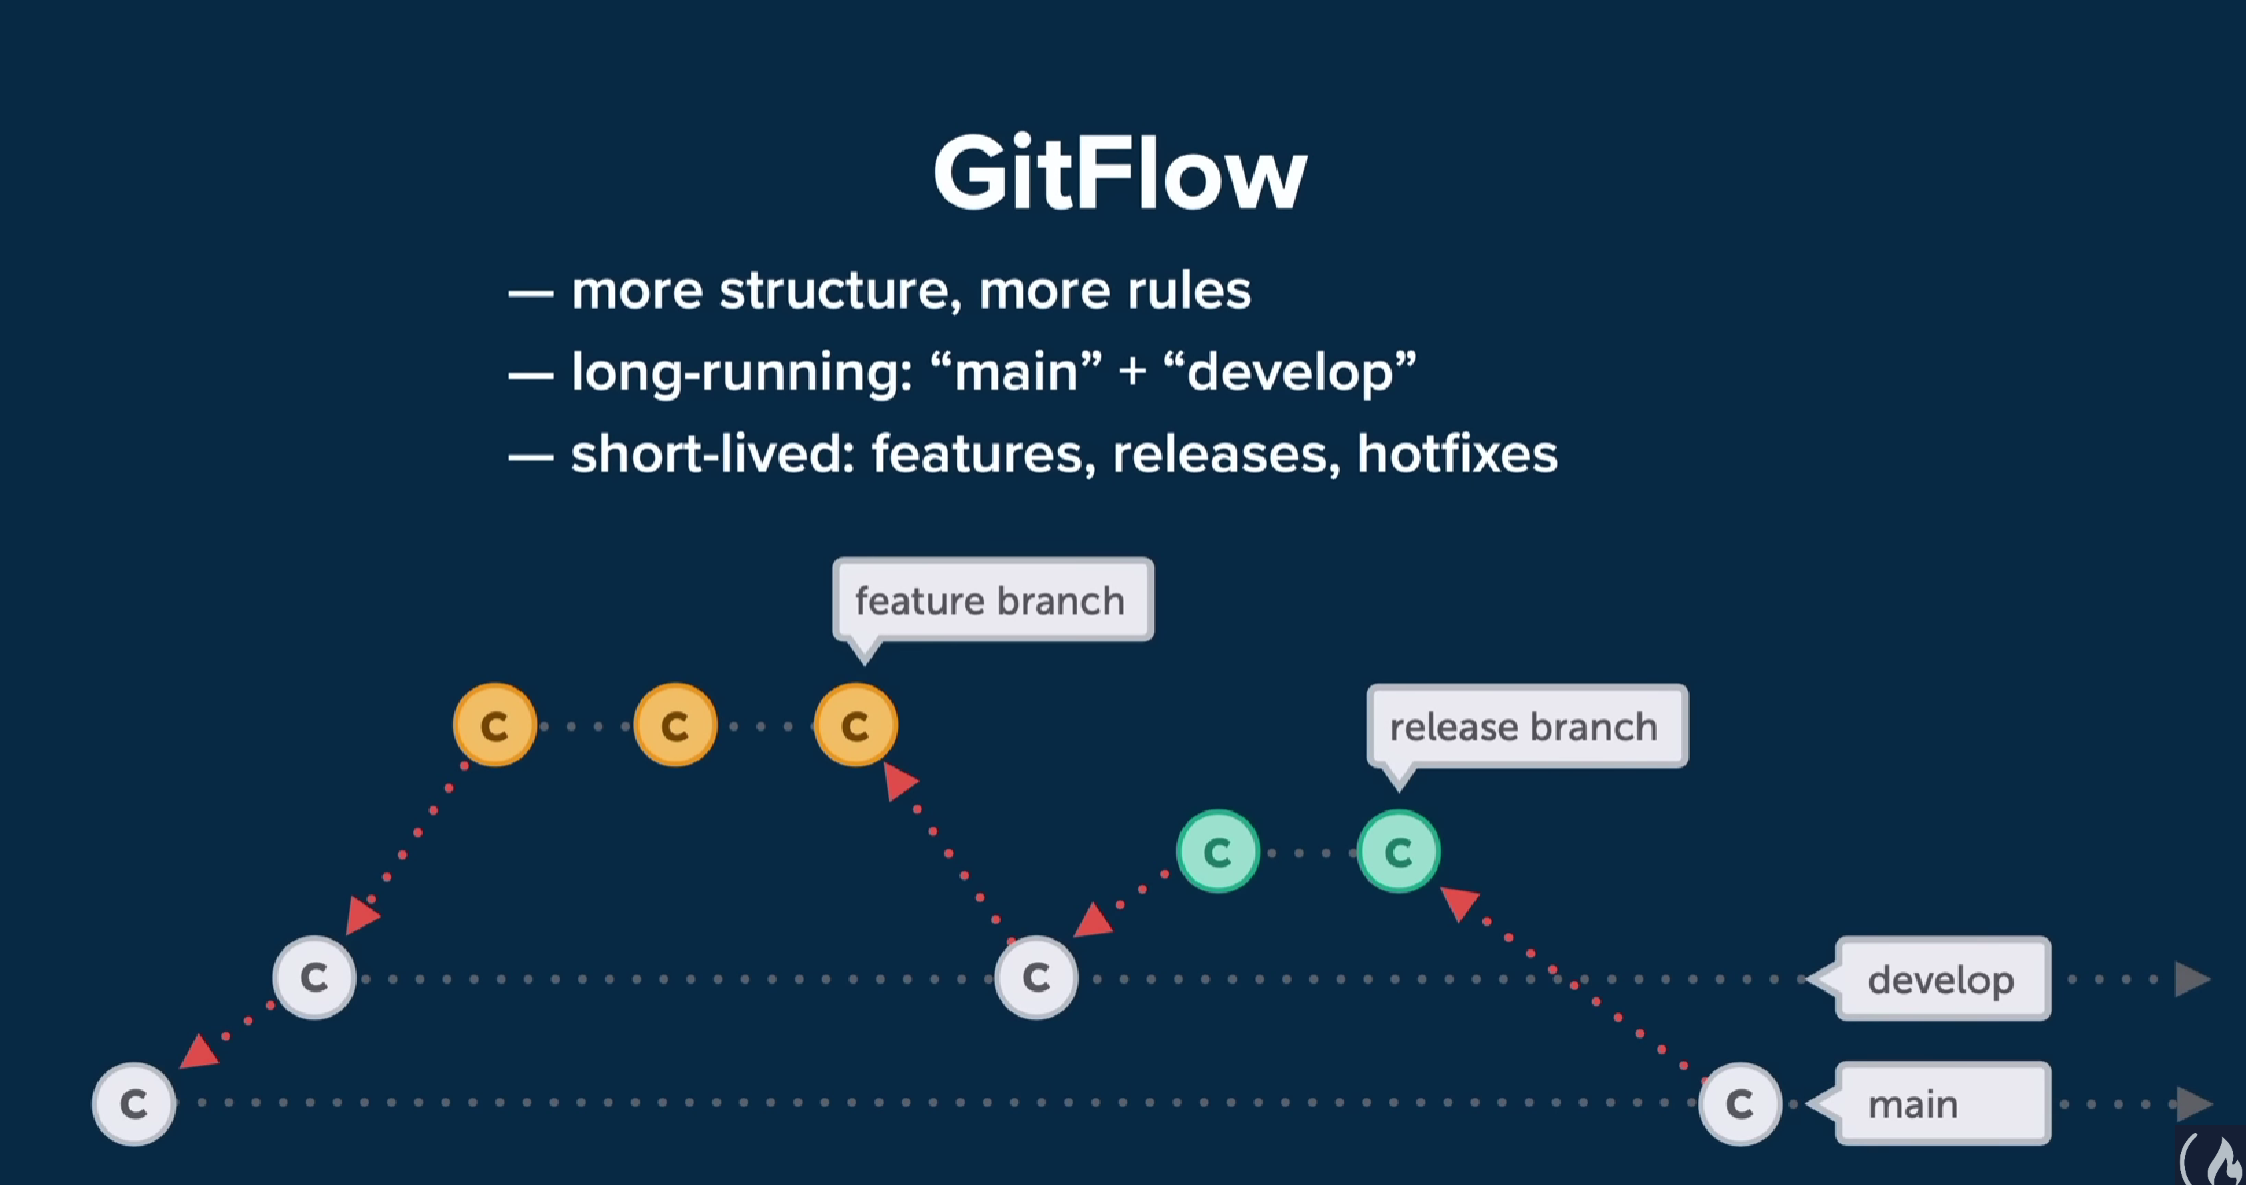 GitFlow
— more structure, more rules
— long-running: “main” + “develop”
— short-lived: features, releases, hotfixes
feature branch
C C C
release branch
C C
C C
develop
C C
main